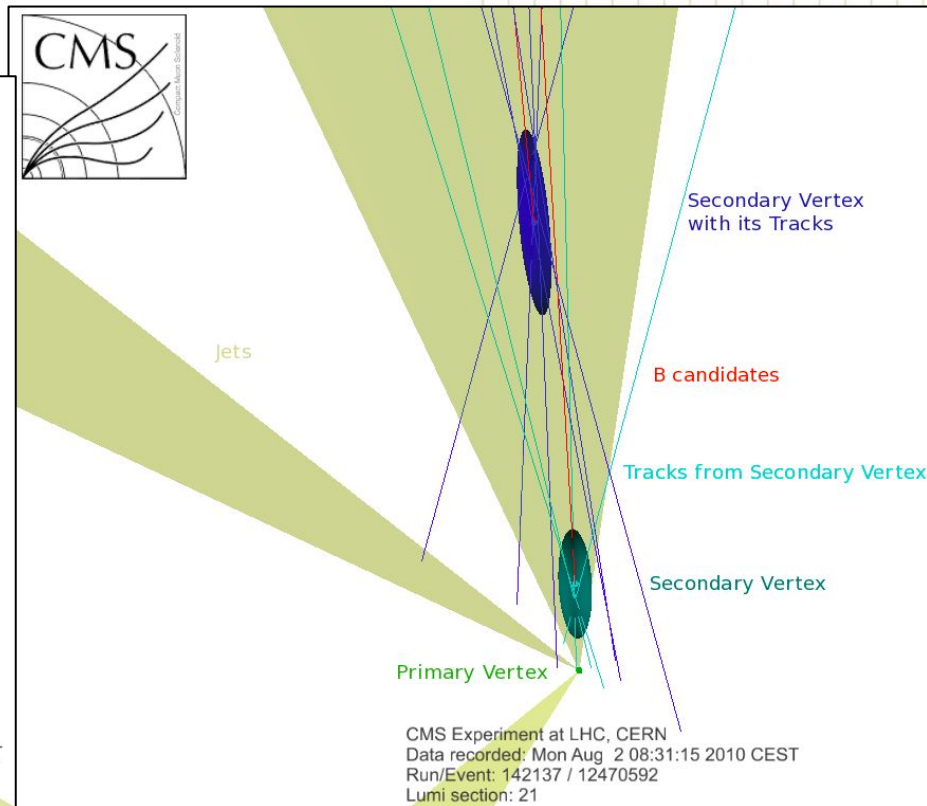 CMS
Compact Muon Solenoid
Secondary Vertex
with its Tracks
Jets
B candidates
Tracks from Secondary Vertex
Secondary Vertex
Primary Vertex
CMS Experiment at LHC, CERN
Data recorded: Mon Aug  2 08:31:15 2010 CEST
Run/Event: 142137 / 12470592
Lumi section: 21